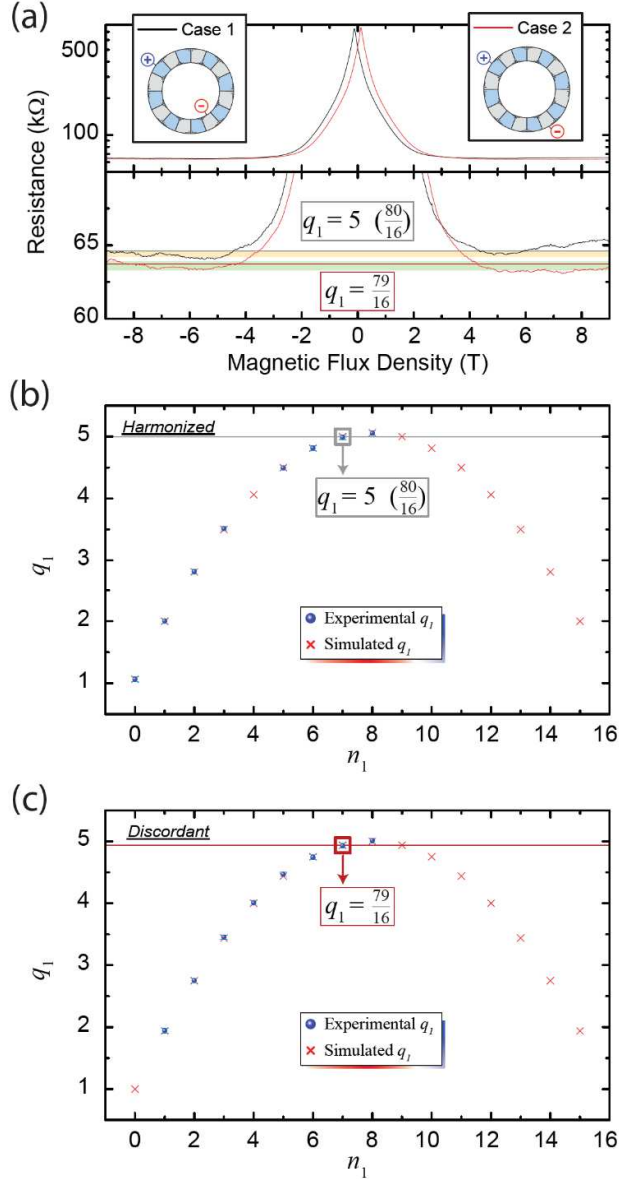 (a)
Case 1
Case 2
+
−
+
−
500
100
65
60
Resistance (kΩ)
q₁ = 5 (80/16)
q₁ = 79/16
-8 -6 -4 -2 0 2 4 6 8
Magnetic Flux Density (T)
(b)
Harmonized
5
4
3
2
1
q₁
q₁ = 5 (80/16)
Experimental q₁
Simulated q₁
0 2 4 6 8 10 12 14 16
n₁
(c)
Discordant
5
4
3
2
1
q₁
q₁ = 79/16
Experimental q₁
Simulated q₁
0 2 4 6 8 10 12 14 16
n₁